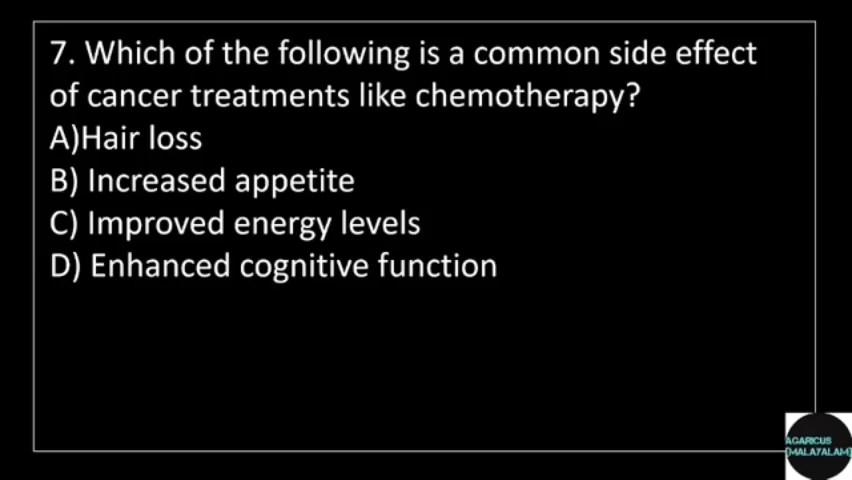 7. Which of the following is a common side effect
of cancer treatments like chemotherapy?
A)Hair loss
B) Increased appetite
C) Improved energy levels
D) Enhanced cognitive function
AGARICUS
[MALAYALAM]